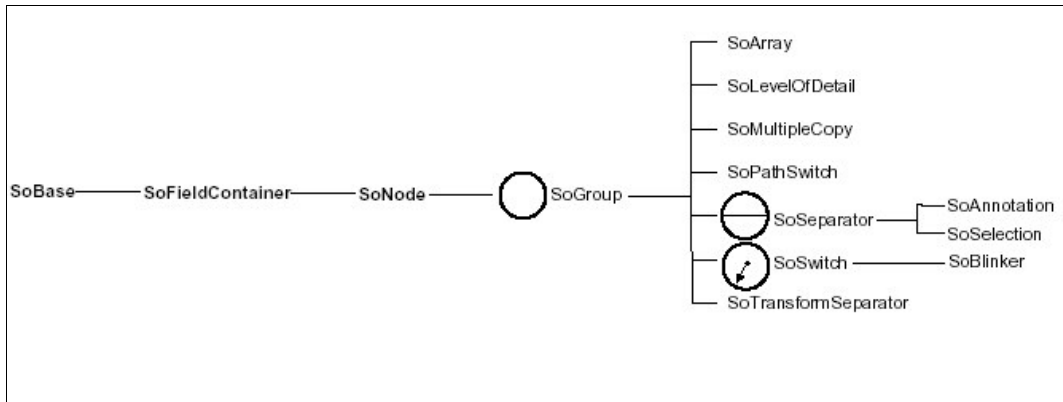 SoArray
SoLevelOfDetail
SoMultipleCopy
SoPathSwitch
SoBase
SoFieldContainer
SoNode
SoGroup
SoSeparator
SoAnnotation
SoSelection
SoSwitch
SoBlinker
SoTransformSeparator